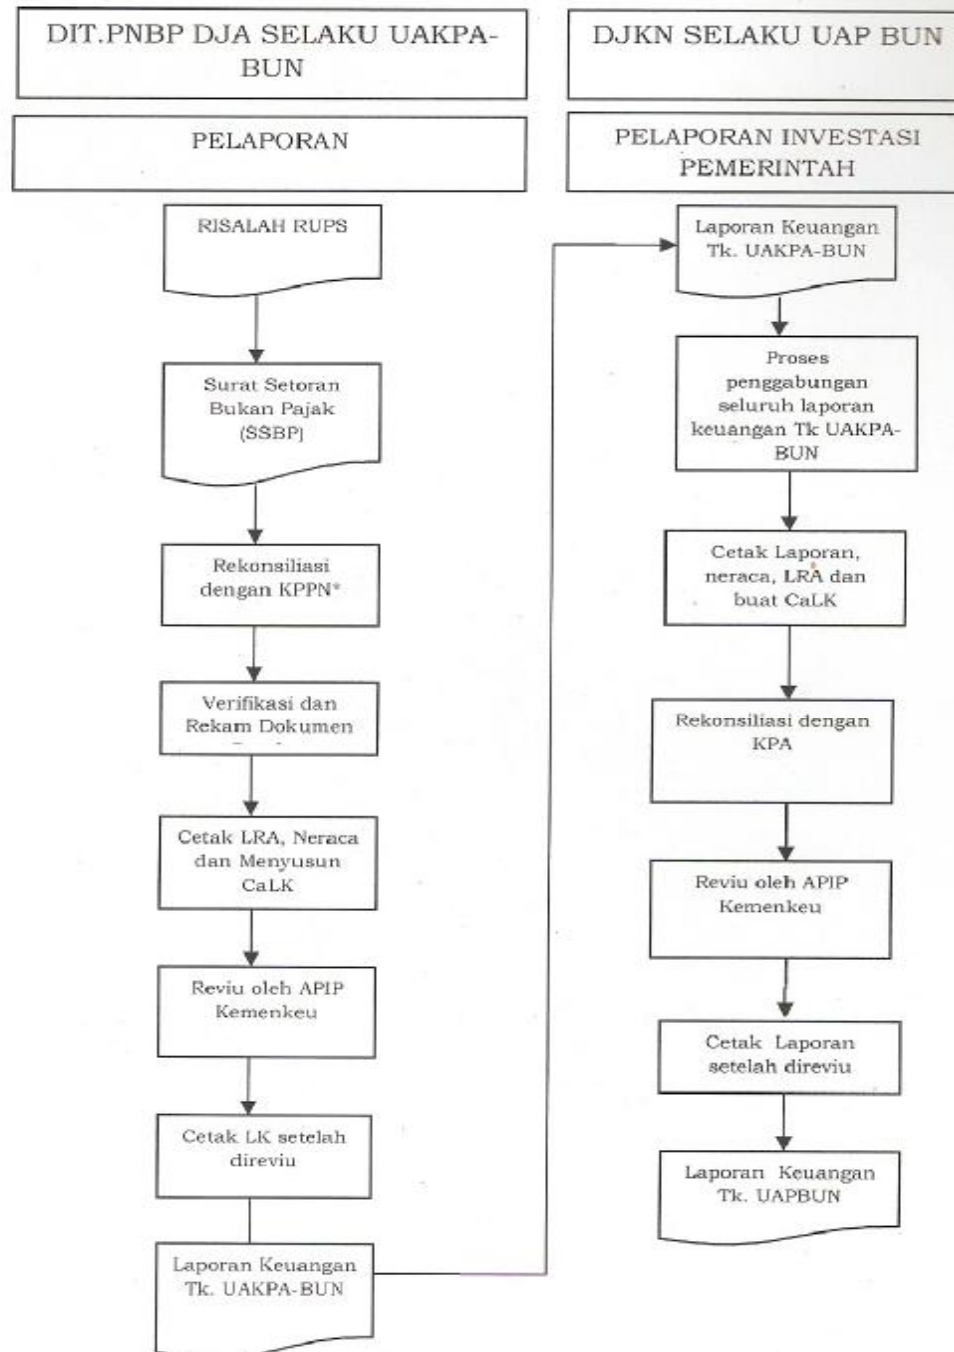 DIT.PNBP DJA SELAKU UAKPA-
BUN
PELAPORAN
RISALAH RUPS
Surat Setoran
Bukan Pajak
(SSBP)
Rekonsiliasi
dengan KPPN*
Verifikasi dan
Rekam Dokumen
Cetak LRA, Neraca
dan Menyusun
CaLK
Reviu oleh APIP
Kemenkeu
Cetak LK setelah
direviu
Laporan Keuangan
Tk. UAKPA-BUN
DJKN SELAKU UAP BUN
PELAPORAN INVESTASI
PEMERINTAH
Laporan Keuangan
Tk. UAKPA-BUN
Proses
penggabungan
seluruh laporan
keuangan Tk UAKPA-
BUN
Cetak Laporan,
neraca, LRA dan
buat CaLK
Rekonsiliasi dengan
KPA
Reviu oleh APIP
Kemenkeu
Cetak Laporan
setelah direviu
Laporan Keuangan
Tk. UAPBUN